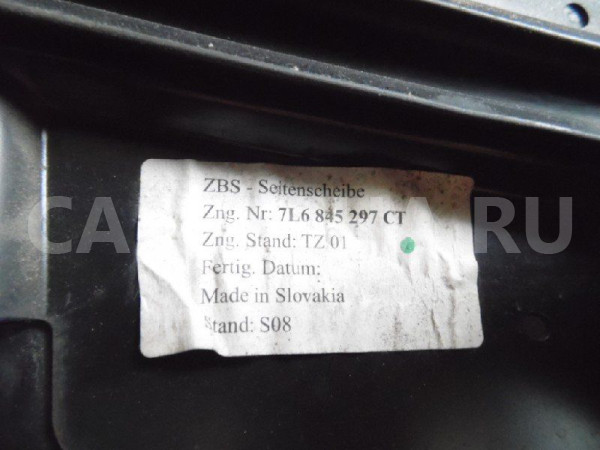 ZBS - Seitenscheibe
Zng. Nr: 7L6 845 297 CT
Zng. Stand: TZ 01
Fertig. Datum:
Made in Slovakia
Stand: S08